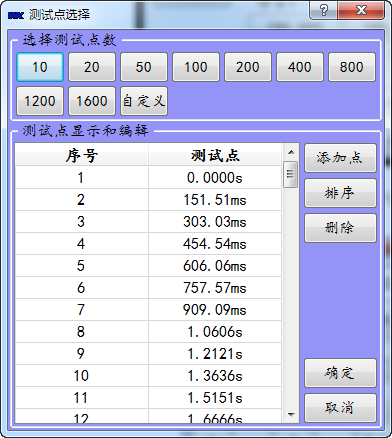 测试点选择
选择测试点数
10 20 50 100 200 400 800
1200 1600 自定义
测试点显示和编辑
序号 测试点
1 0.0000s
2 151.51ms
3 303.03ms
4 454.54ms
5 606.06ms
6 757.57ms
7 909.09ms
8 1.0606s
9 1.2121s
10 1.3636s
11 1.5151s
12 1.6666s
添加点
排序
删除
确定
取消